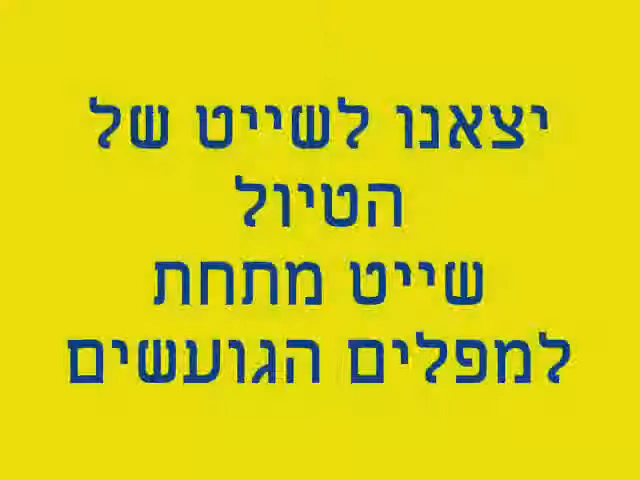 יצאנו לשייט של
הטיול
שייט מתחת
למפלים הגועשים